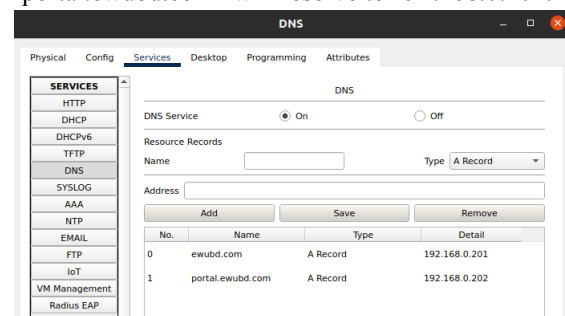 DNS
Physical Config Services Desktop Programming Attributes
SERVICES
HTTP
DHCP
DHCPv6
TFTP
DNS
SYSLOG
AAA
NTP
EMAIL
FTP
IoT
VM Management
Radius EAP
DNS
DNS Service On Off
Resource Records
Name Type A Record
Address
Add Save Remove
No. Name Type Detail
0 ewubd.com A Record 192.168.0.201
1 portal.ewubd.com A Record 192.168.0.202